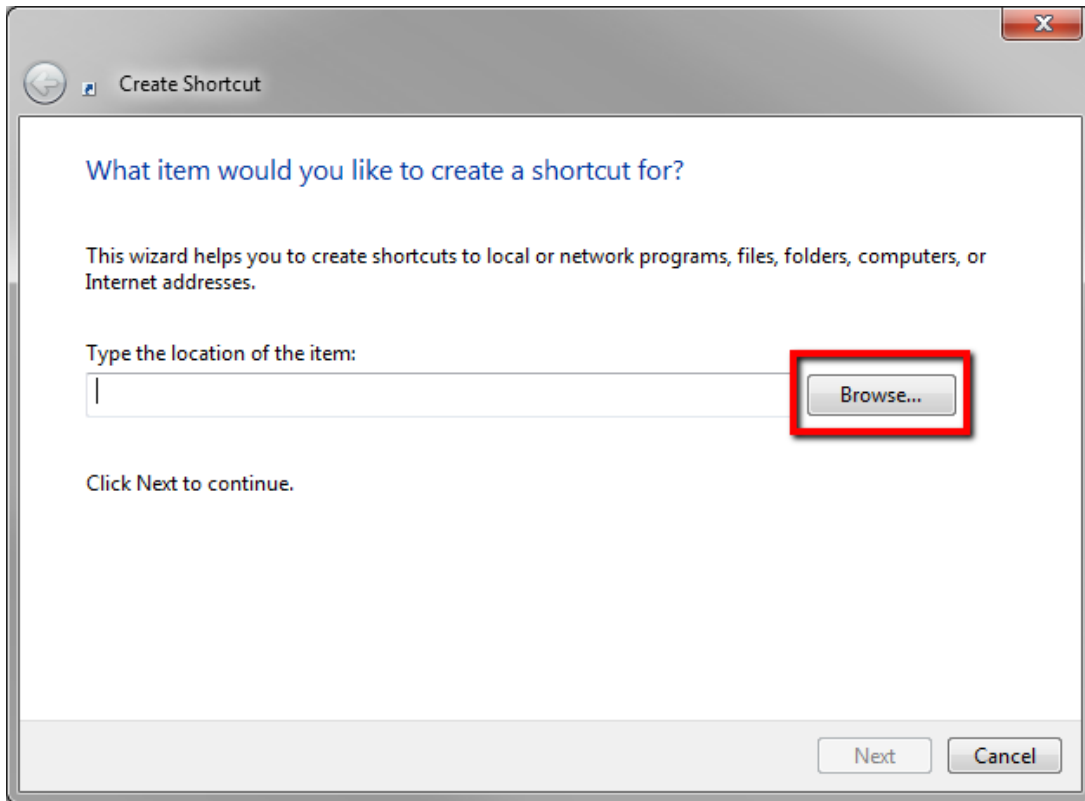 Create Shortcut
What item would you like to create a shortcut for?
This wizard helps you to create shortcuts to local or network programs, files, folders, computers, or
Internet addresses.
Type the location of the item:
Browse...
Click Next to continue.
Next Cancel